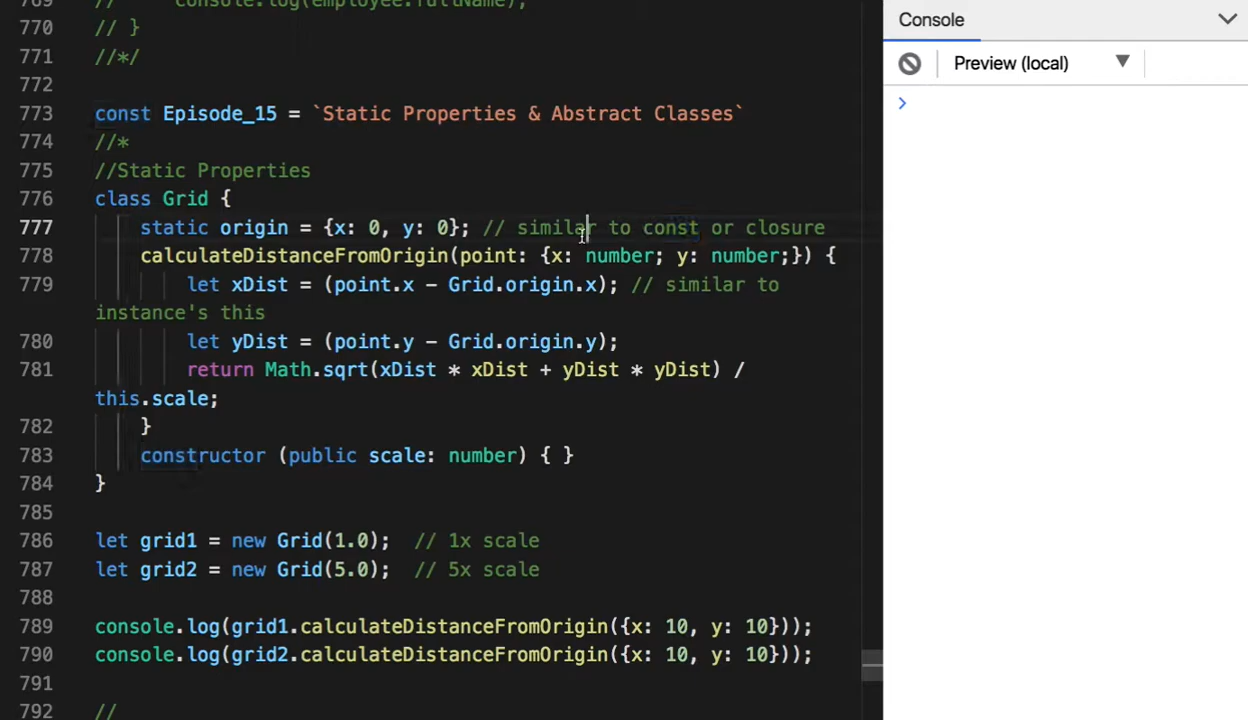 769 //     console.log(employee.fullName);
770 // }
771 //*/
772
773 const Episode_15 = `Static Properties & Abstract Classes`
774 //*
775 //Static Properties
776 class Grid {
777 static origin = {x: 0, y: 0}; // similar to const or closure
778 calculateDistanceFromOrigin(point: {x: number; y: number;}) {
779 let xDist = (point.x - Grid.origin.x); // similar to
instance's this
780 let yDist = (point.y - Grid.origin.y);
781 return Math.sqrt(xDist * xDist + yDist * yDist) /
this.scale;
782 }
783 constructor (public scale: number) { }
784 }
785
786 let grid1 = new Grid(1.0);  // 1x scale
787 let grid2 = new Grid(5.0);  // 5x scale
788
789 console.log(grid1.calculateDistanceFromOrigin({x: 10, y: 10}));
790 console.log(grid2.calculateDistanceFromOrigin({x: 10, y: 10}));
791
792 //
Console
Preview (local)